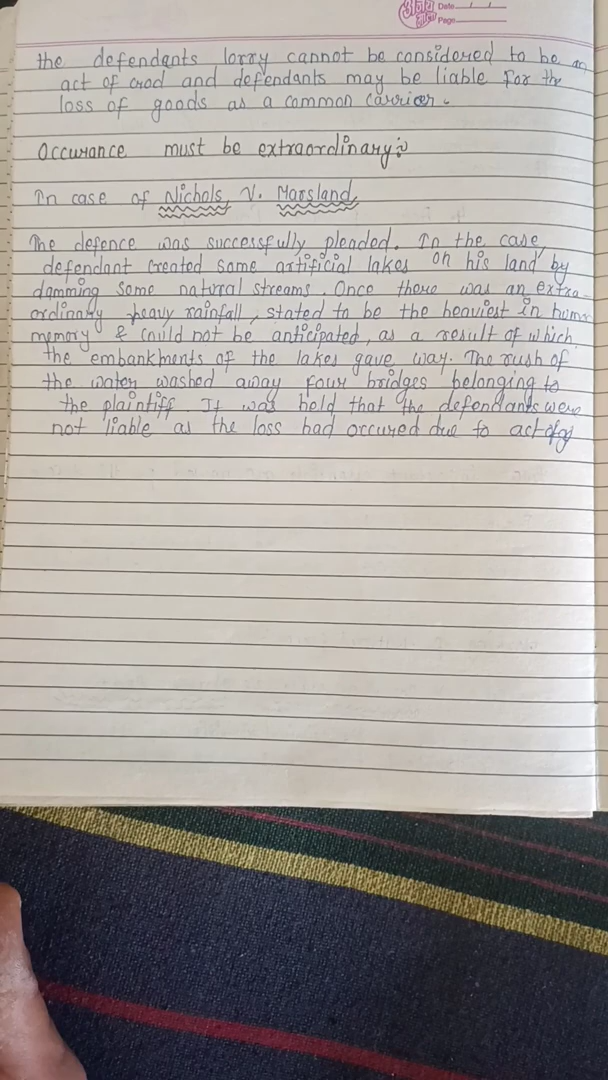 Date
Page
the defendants lorry cannot be considered to be an
act of God and defendants may be liable for the
loss of goods as a common carrier.
Occurance must be extraordinary:
In case of Nichols V. Marsland,
The defence was successfully pleaded. In the case,
defendant created some artificial lakes on his land by
damming some natural streams. Once there was an extra-
ordinary heavy rainfall, stated to be the heaviest in human
memory & could not be anticipated, as a result of which
the embankments of the lakes gave way. The rush of
the water washed away four bridges belonging to
the plaintiff. It was held that the defendants were
not liable as the loss had occured due to act of